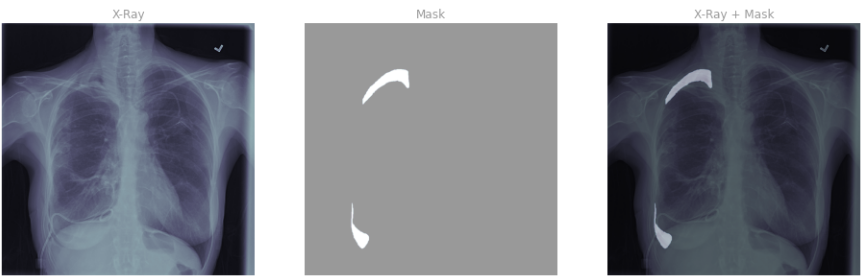 X-Ray
Mask
X-Ray + Mask